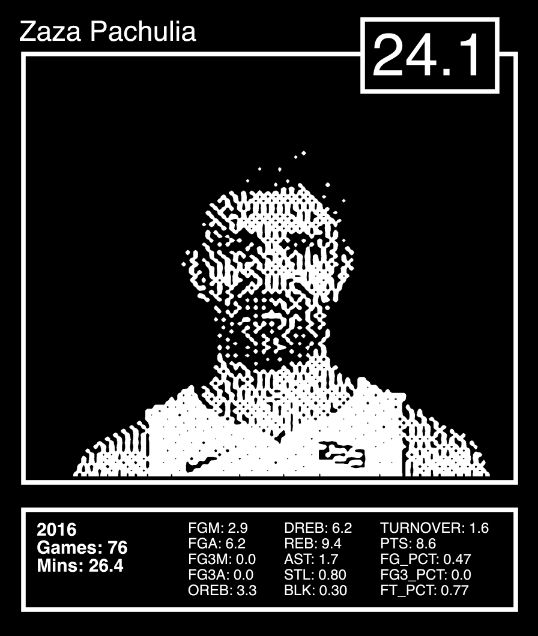 Zaza Pachulia
24.1
2016
Games: 76
Mins: 26.4
FGM: 2.9
FGA: 6.2
FG3M: 0.0
FG3A: 0.0
OREB: 3.3
DREB: 6.2
REB: 9.4
AST: 1.7
STL: 0.80
BLK: 0.30
TURNOVER: 1.6
PTS: 8.6
FG_PCT: 0.47
FG3_PCT: 0.0
FT_PCT: 0.77